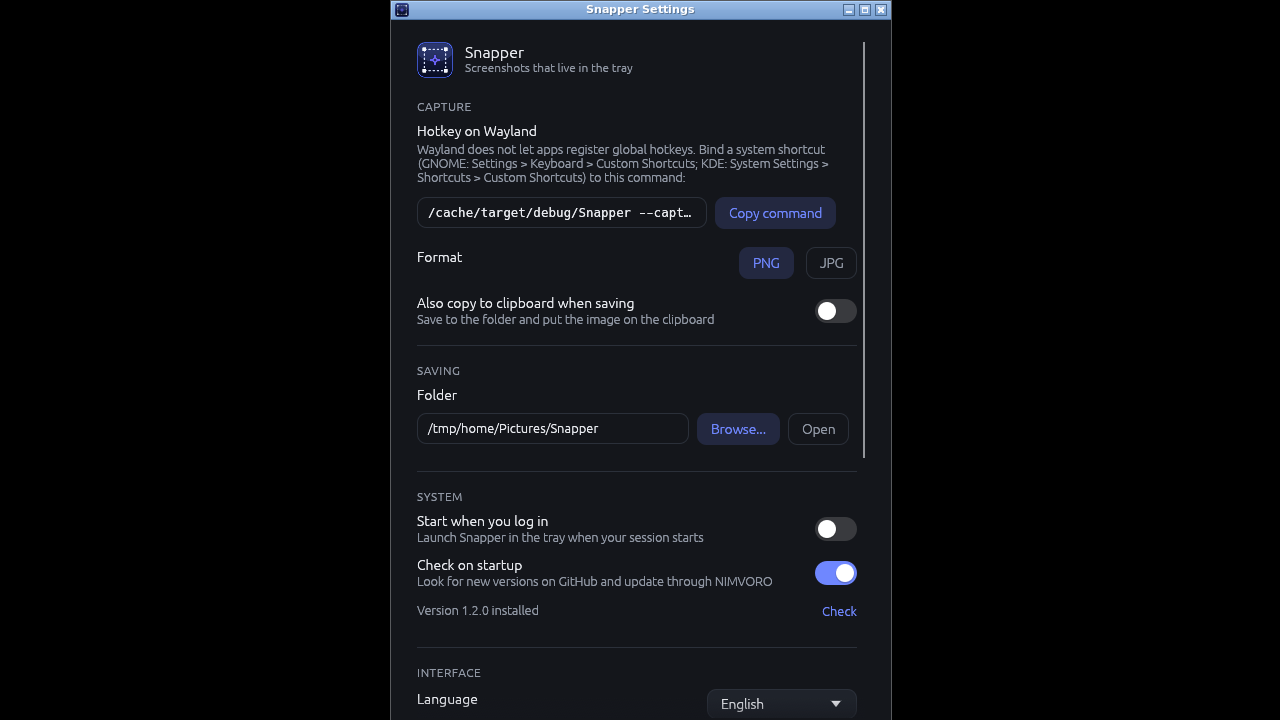 Snapper Settings
Snapper
Screenshots that live in the tray
CAPTURE
Hotkey on Wayland
Wayland does not let apps register global hotkeys. Bind a system shortcut
(GNOME: Settings > Keyboard > Custom Shortcuts; KDE: System Settings >
Shortcuts > Custom Shortcuts) to this command:
/cache/target/debug/Snapper --capt…
Copy command
Format
PNG
JPG
Also copy to clipboard when saving
Save to the folder and put the image on the clipboard
SAVING
Folder
/tmp/home/Pictures/Snapper
Browse...
Open
SYSTEM
Start when you log in
Launch Snapper in the tray when your session starts
Check on startup
Look for new versions on GitHub and update through NIMVORO
Version 1.2.0 installed
Check
INTERFACE
Language
English